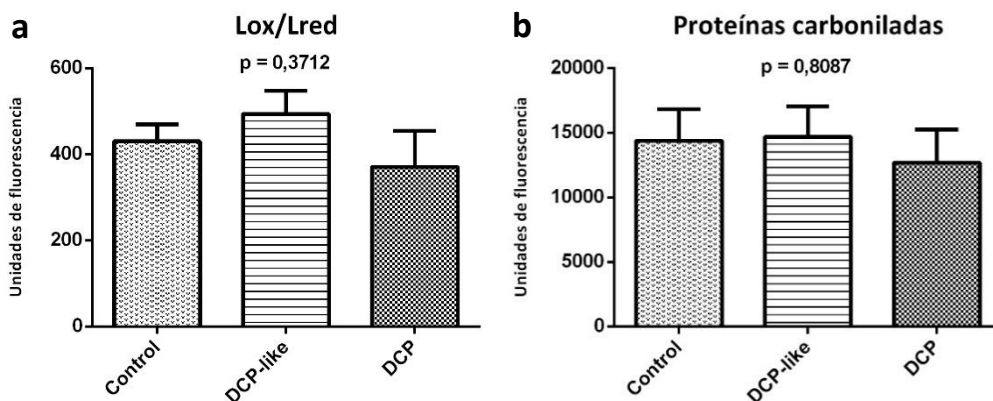 a
Lox/Lred
p = 0,3712
Unidades de fluorescencia
600
400
200
0
Control
DCP-like
DCP
b
Proteínas carboniladas
p = 0,8087
Unidades de fluorescencia
20000
15000
10000
5000
0
Control
DCP-like
DCP